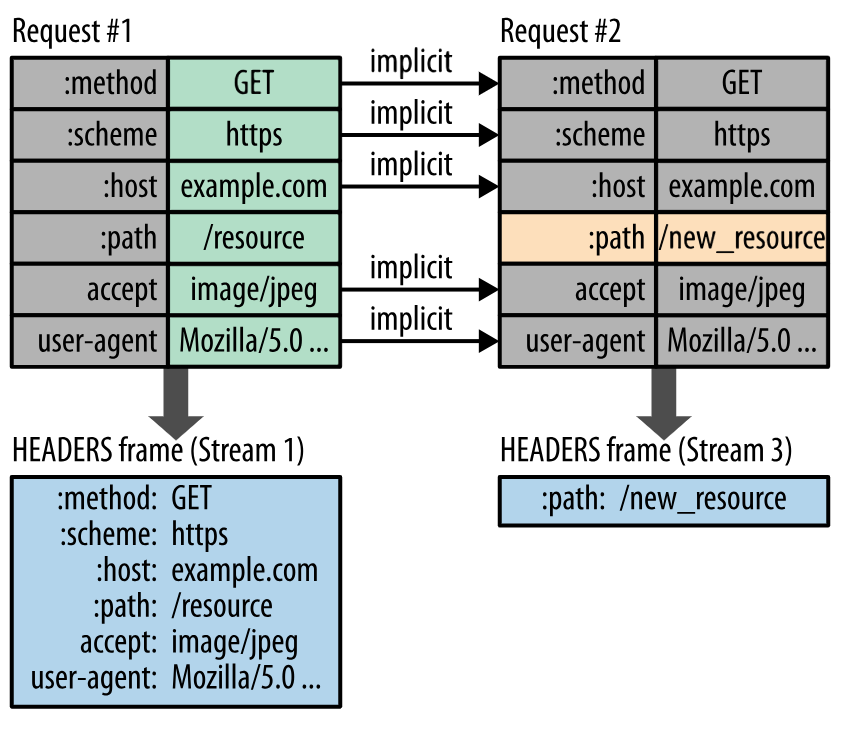 Request #1
:method GET
:scheme https
:host example.com
:path /resource
accept image/jpeg
user-agent Mozilla/5.0 ...
implicit
implicit
implicit
implicit
implicit
Request #2
:method GET
:scheme https
:host example.com
:path /new_resource
accept image/jpeg
user-agent Mozilla/5.0 ...
HEADERS frame (Stream 1)
:method: GET
:scheme: https
:host: example.com
:path: /resource
accept: image/jpeg
user-agent: Mozilla/5.0 ...
HEADERS frame (Stream 3)
:path: /new_resource